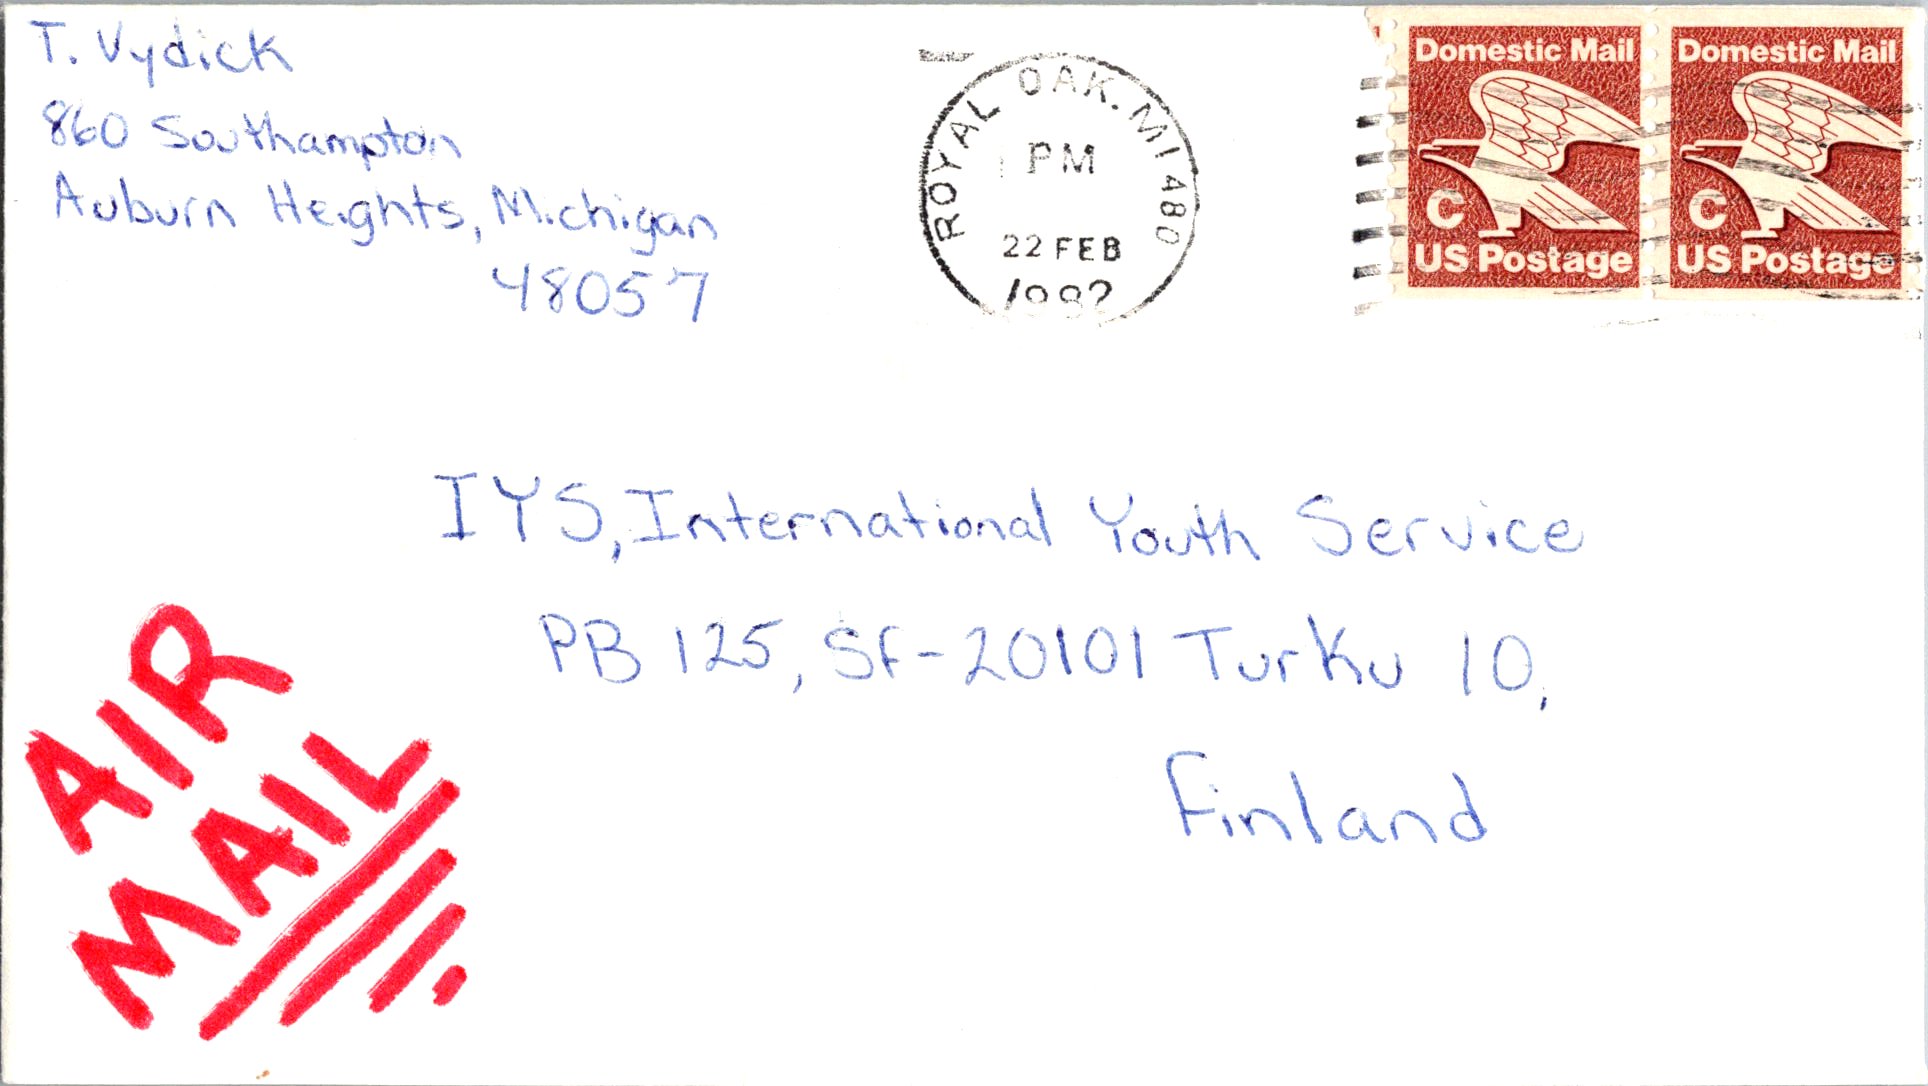 T. Vydick
860 Southampton
Auburn Heights, Michigan
48057
ROYAL OAK. MI 480
PM
22 FEB
1982
Domestic Mail
C
US Postage
Domestic Mail
C
US Postage
IYS, International Youth Service
PB 125, SF-20101 Turku 10,
Finland
AIR
MAIL